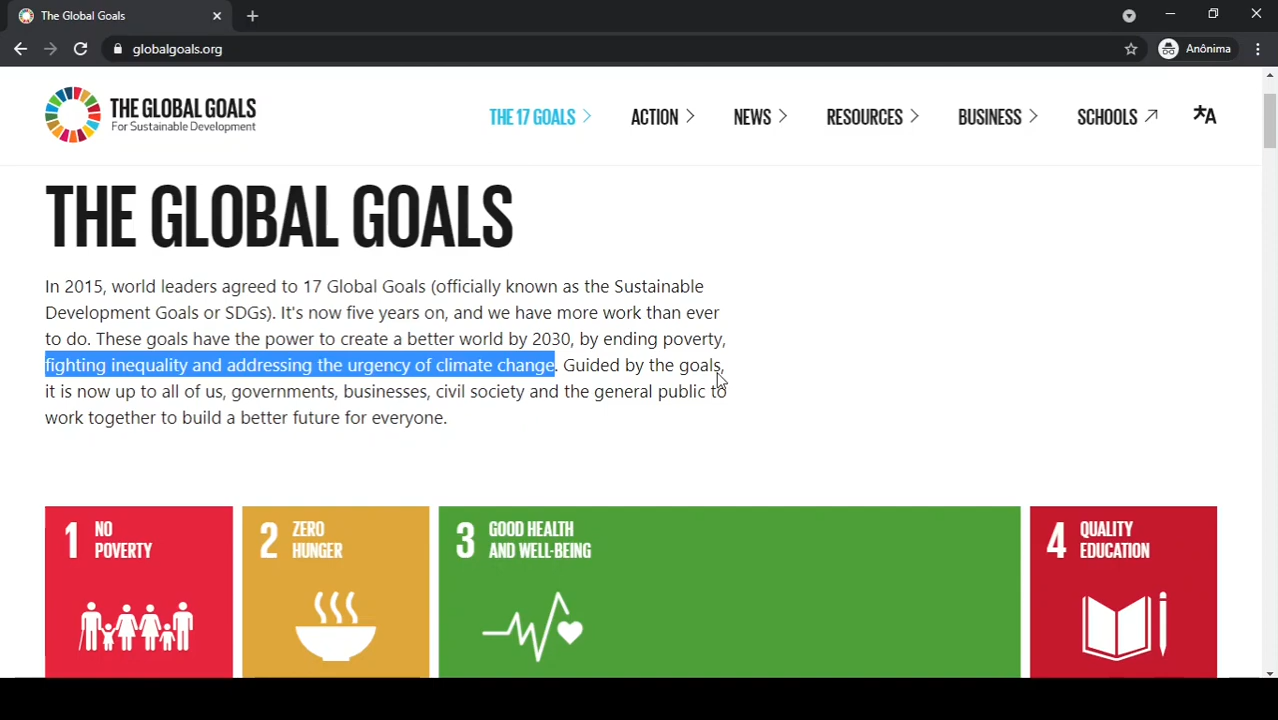 The Global Goals
globalgoals.org
Anônima
THE GLOBAL GOALS
For Sustainable Development
THE 17 GOALS
ACTION
NEWS
RESOURCES
BUSINESS
SCHOOLS
THE GLOBAL GOALS
In 2015, world leaders agreed to 17 Global Goals (officially known as the Sustainable
Development Goals or SDGs). It's now five years on, and we have more work than ever
to do. These goals have the power to create a better world by 2030, by ending poverty,
fighting inequality and addressing the urgency of climate change. Guided by the goals,
it is now up to all of us, governments, businesses, civil society and the general public to
work together to build a better future for everyone.
1 NO
POVERTY
2 ZERO
HUNGER
3 GOOD HEALTH
AND WELL-BEING
4 QUALITY
EDUCATION